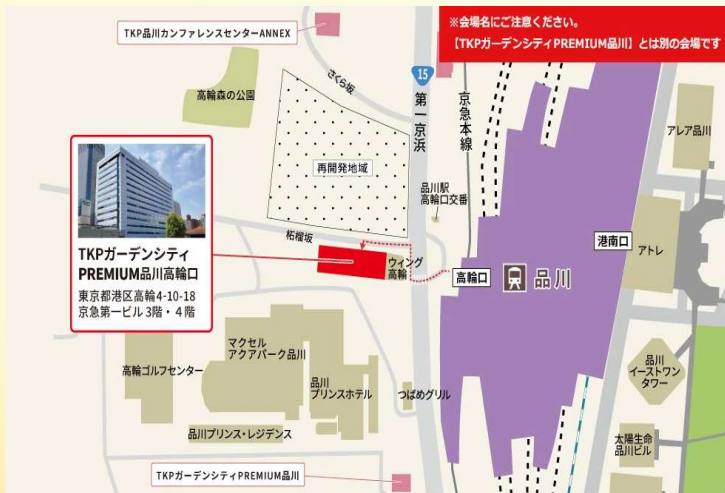 ※会場名にご注意ください。
【TKPガーデンシティPREMIUM品川】とは別の会場です
TKP品川カンファレンスセンターANNEX
15
さくら坂
第一京浜
京急本線
高輪森の公園
アレア品川
再開発地域
品川駅
高輪口交番
柘榴坂
港南口
アトレ
ウィング
高輪
高輪口
品川
TKPガーデンシティ
PREMIUM品川高輪口
東京都港区高輪4-10-18
京急第一ビル 3階・4階
マクセル
アクアパーク品川
高輪ゴルフセンター
品川
プリンスホテル
つばめグリル
品川
イーストワン
タワー
品川プリンス・レジデンス
太陽生命
品川ビル
TKPガーデンシティPREMIUM品川